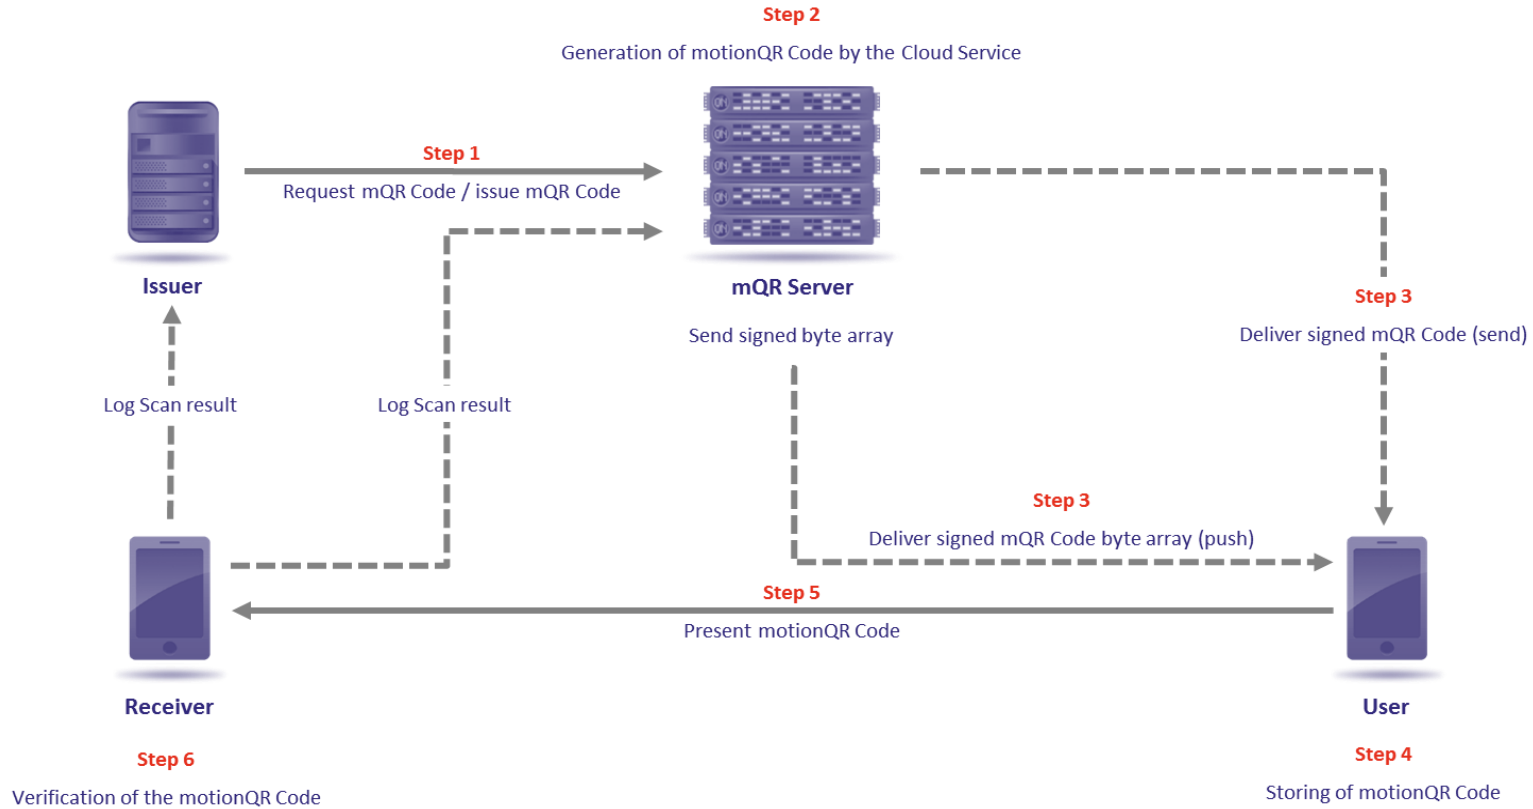 Step 2
Generation of motionQR Code by the Cloud Service
Step 1
Request mQR Code / issue mQR Code
Issuer
mQR Server
Step 3
Deliver signed mQR Code (send)
Send signed byte array
Log Scan result
Log Scan result
Step 3
Deliver signed mQR Code byte array (push)
Step 5
Present motionQR Code
Receiver
User
Step 6
Verification of the motionQR Code
Step 4
Storing of motionQR Code